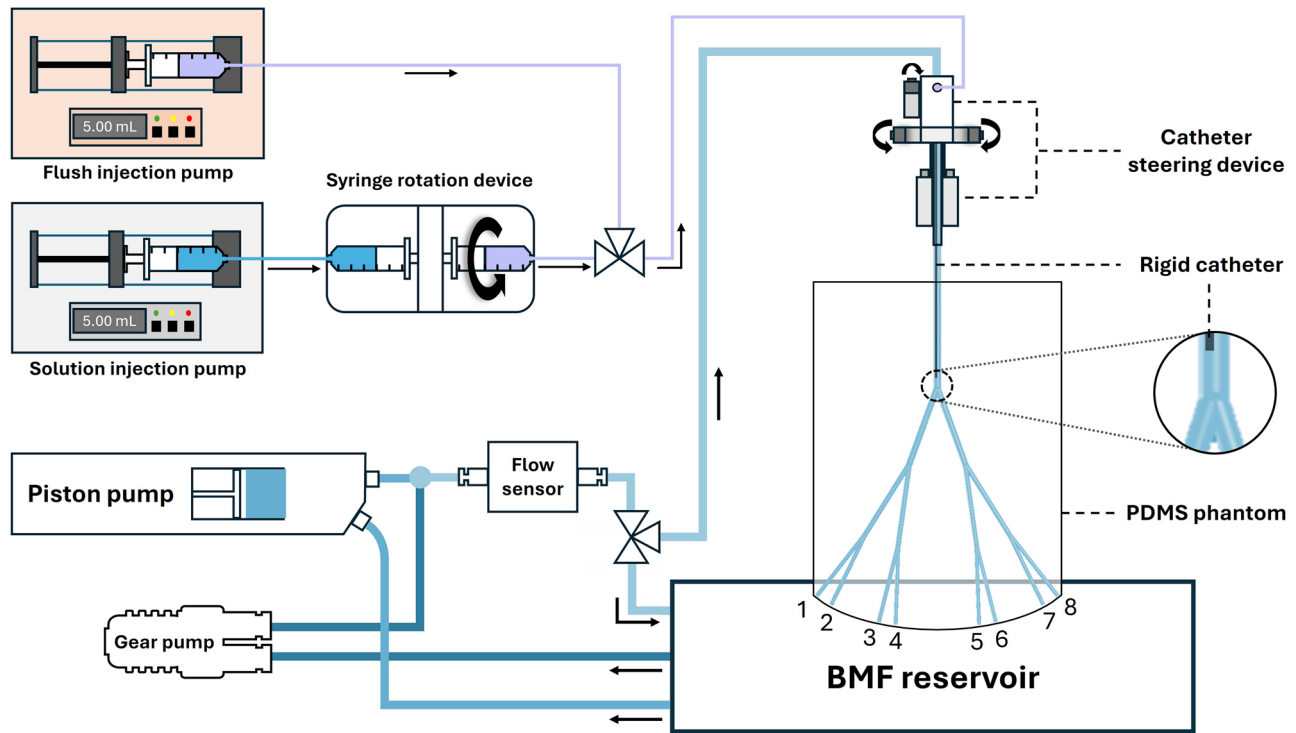 5.00 mL
Flush injection pump
Syringe rotation device
5.00 mL
Solution injection pump
Catheter
steering device
Rigid catheter
PDMS phantom
Piston pump
Flow
sensor
Gear pump
1
2
3
4
5
6
7
8
BMF reservoir